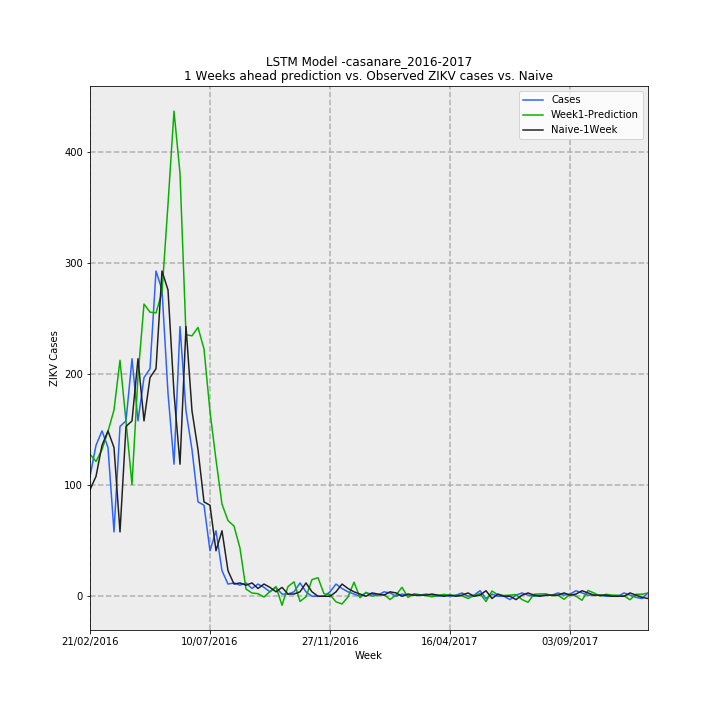 LSTM Model -casanare_2016-2017
1 Weeks ahead prediction vs. Observed ZIKV cases vs. Naive
Cases
Week1-Prediction
Naive-1Week
400
300
200
100
0
ZIKV Cases
21/02/2016
10/07/2016
27/11/2016
16/04/2017
03/09/2017
Week